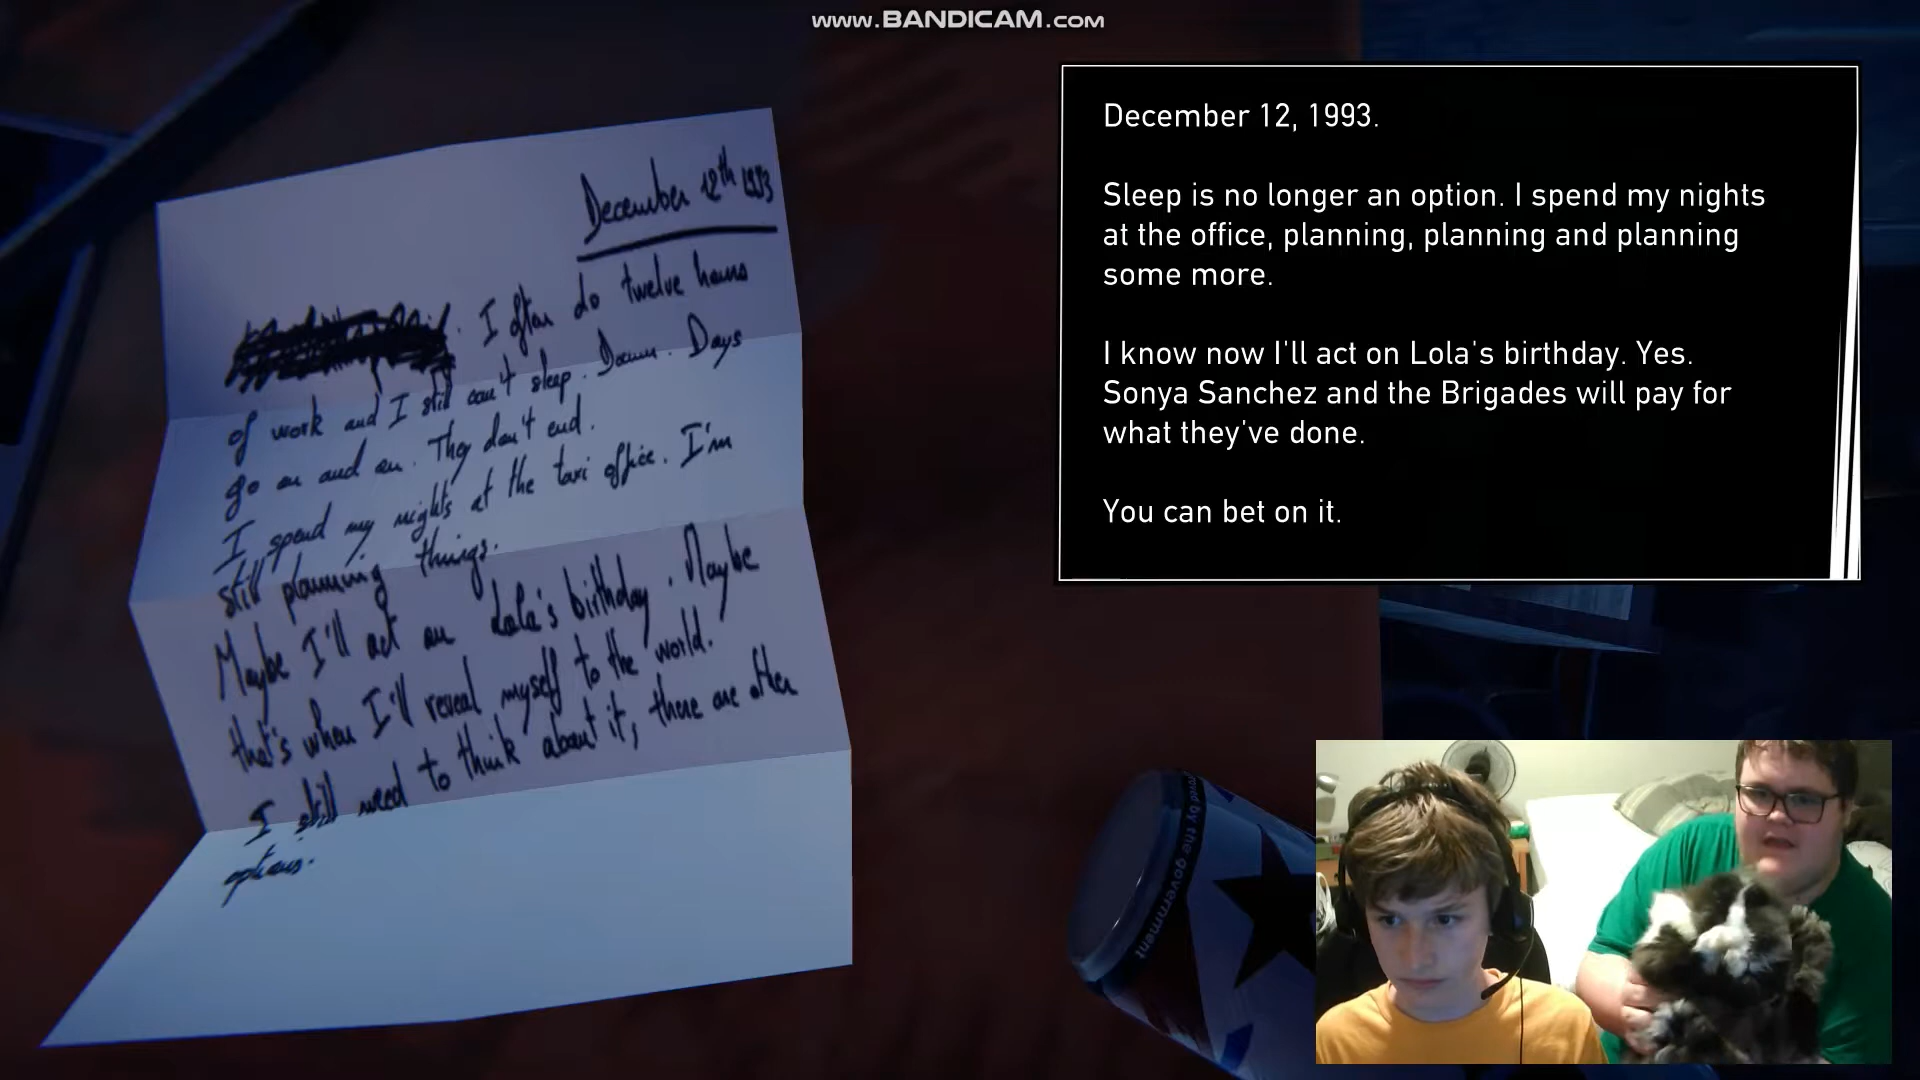 www.BANDICAM.com
December 12th 1993
. I often do twelve hours
of work and I still can't sleep. Damn. Days
go on and on. They don't end.
I spend my nights at the taxi office. I'm
still planning things.
Maybe I'll act on Lola's birthday. Maybe
that's when I'll reveal myself to the world.
I still need to think about it, there are other
options.
December 12, 1993.
Sleep is no longer an option. I spend my nights
at the office, planning, planning and planning
some more.
I know now I'll act on Lola's birthday. Yes.
Sonya Sanchez and the Brigades will pay for
what they've done.
You can bet on it.
by the government